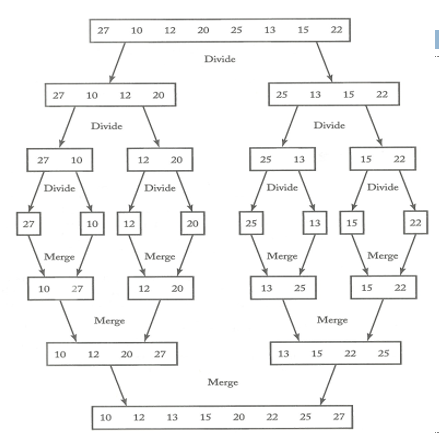 27 10 12 20 25 13 15 22
Divide
27 10 12 20 25 13 15 22
Divide Divide
27 10 12 20 25 13 15 22
Divide Divide Divide Divide
27 10 12 20 25 13 15 22
Merge Merge Merge Merge
10 27 12 20 13 25 15 22
Merge Merge
10 12 20 27 13 15 22 25
Merge
10 12 13 15 20 22 25 27